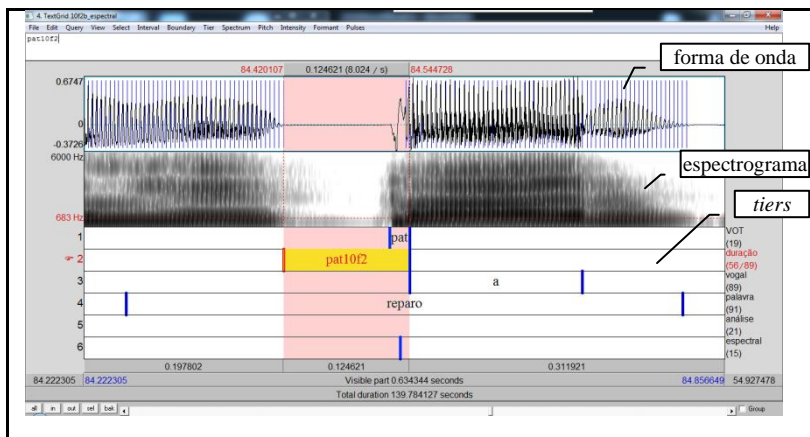 4. TextGrid 10f2b_espectral
File Edit Query View Select Interval Boundary Tier Spectrum Pitch Intensity Formant Pulses
pat10f2
84.420107 0.124621 (8.024 / s) 84.544728
forma de onda
0.6747
0
-0.3726
6000 Hz
espectrograma
683 Hz
tiers
1 pat VOT (19)
2 pat10f2 duração (56/89)
3 a vogal (89)
4 reparo palavra (91)
5 análise (21)
6 espectral (15)
0.197802 0.124621 0.311921
84.222305 84.222305 Visible part 0.634344 seconds 84.856649 54.927478
Total duration 139.784127 seconds
all in out sel bak Group